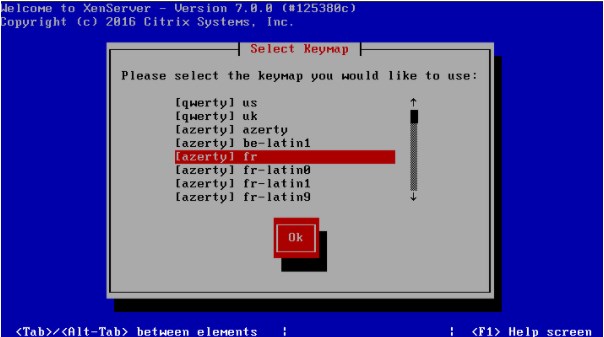 Welcome to XenServer - Version 7.0.0 (#125380c)
Copyright (c) 2016 Citrix Systems, Inc.
Select Keymap
Please select the keymap you would like to use:
[qwerty] us
[qwerty] uk
[azerty] azerty
[azerty] be-latin1
[azerty] fr
[azerty] fr-latin0
[azerty] fr-latin1
[azerty] fr-latin9
Ok
<Tab>/<Alt-Tab> between elements | | <F1> Help screen